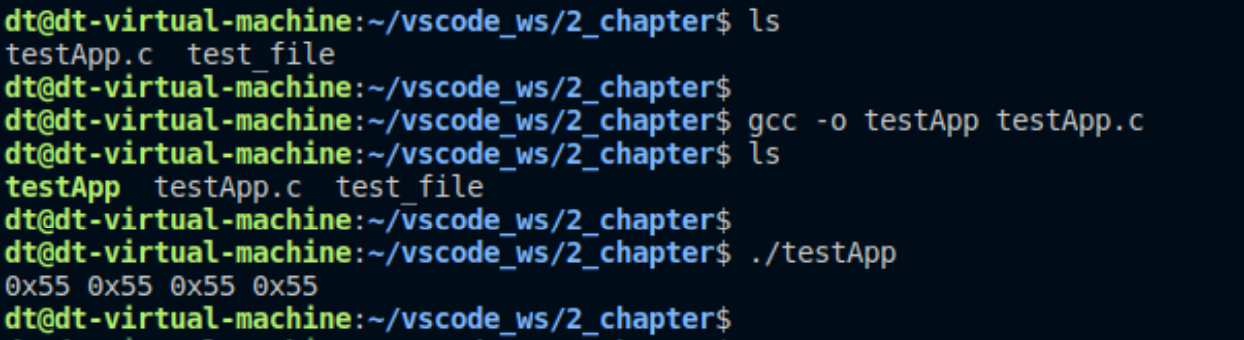 dt@dt-virtual-machine:~/vscode_ws/2_chapter$ ls
testApp.c  test_file
dt@dt-virtual-machine:~/vscode_ws/2_chapter$
dt@dt-virtual-machine:~/vscode_ws/2_chapter$ gcc -o testApp testApp.c
dt@dt-virtual-machine:~/vscode_ws/2_chapter$ ls
testApp  testApp.c  test_file
dt@dt-virtual-machine:~/vscode_ws/2_chapter$
dt@dt-virtual-machine:~/vscode_ws/2_chapter$ ./testApp
0x55 0x55 0x55 0x55
dt@dt-virtual-machine:~/vscode_ws/2_chapter$